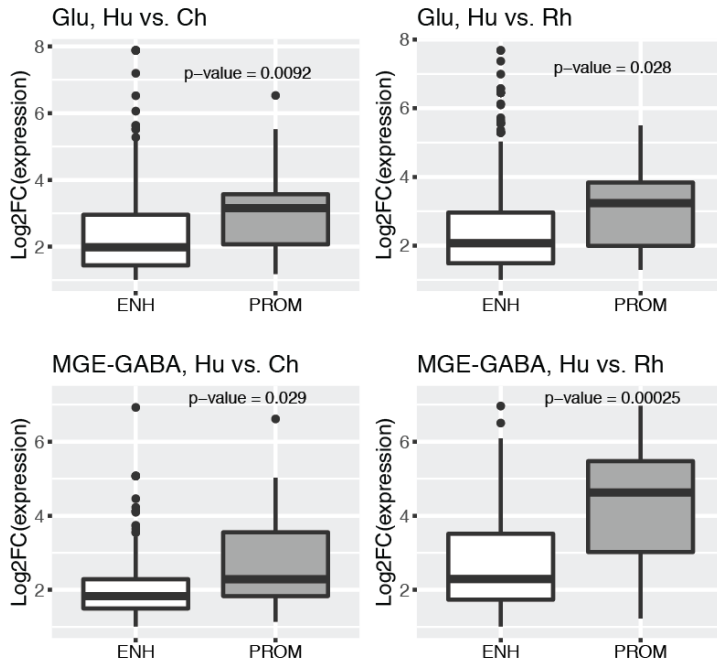 Glu, Hu vs. Ch
p-value = 0.0092
Log2FC(expression)
8
6
4
2
ENH PROM
Glu, Hu vs. Rh
p-value = 0.028
Log2FC(expression)
8
6
4
2
ENH PROM
MGE-GABA, Hu vs. Ch
p-value = 0.029
Log2FC(expression)
6
4
2
ENH PROM
MGE-GABA, Hu vs. Rh
p-value = 0.00025
Log2FC(expression)
6
4
2
ENH PROM